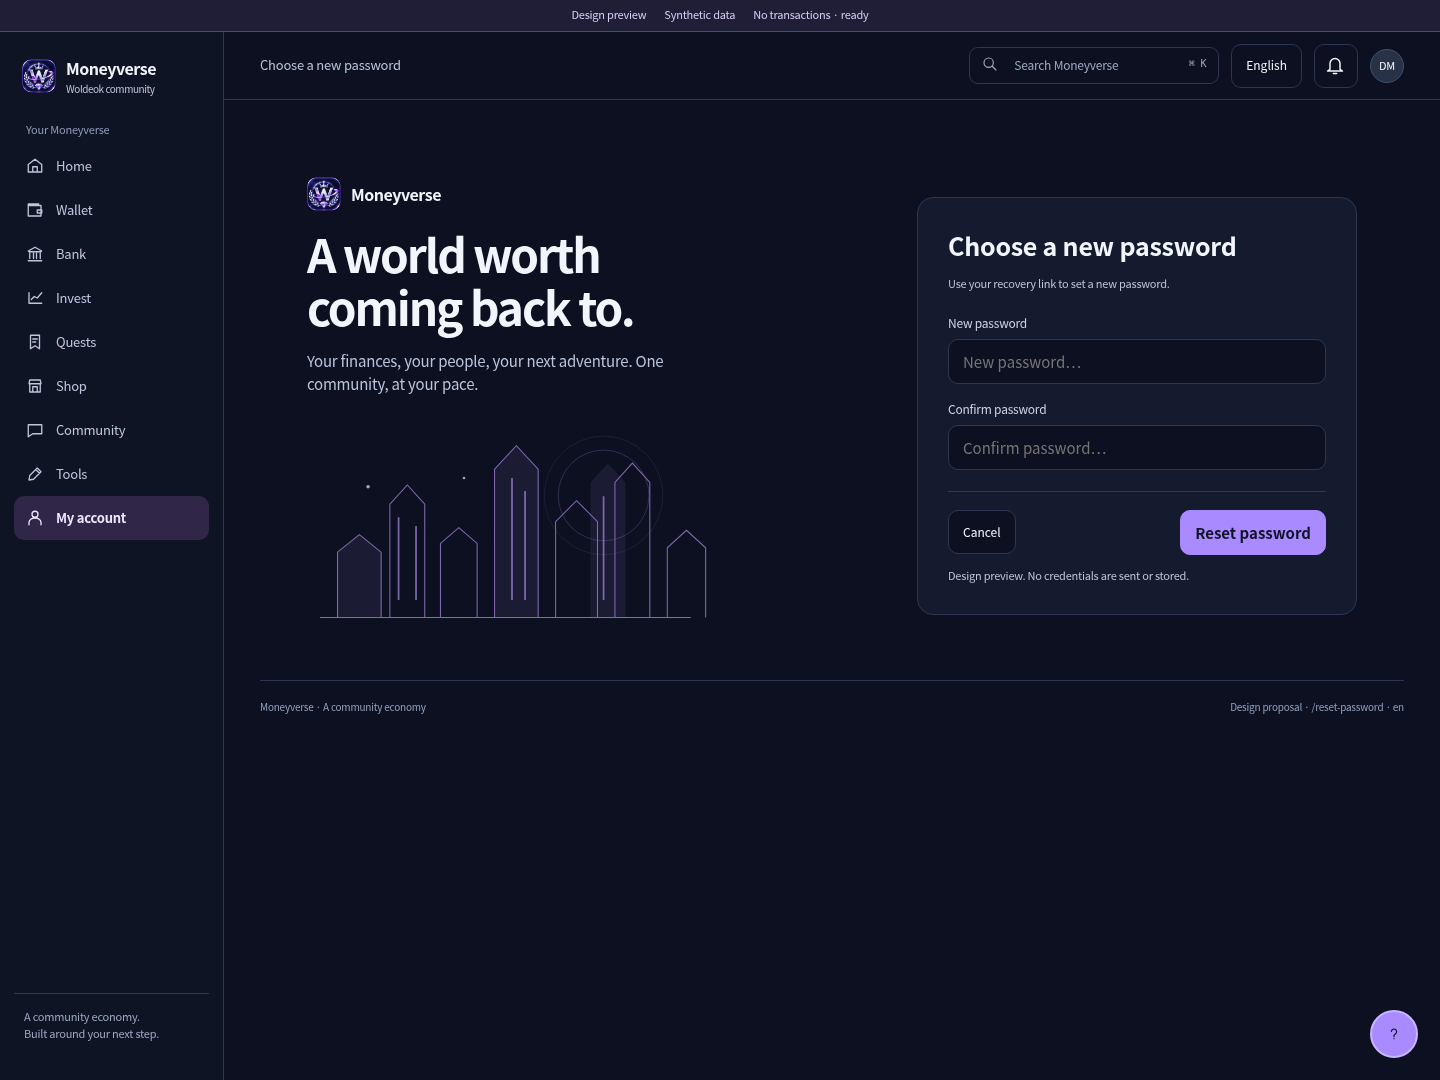 Design preview Synthetic data No transactions · ready
Moneyverse
Woldeok community
Your Moneyverse
Home
Wallet
Bank
Invest
Quests
Shop
Community
Tools
My account
A community economy.
Built around your next step.
Choose a new password
Search Moneyverse ⌘ K
English
DM
Moneyverse
A world worth
coming back to.
Your finances, your people, your next adventure. One
community, at your pace.
Choose a new password
Use your recovery link to set a new password.
New password
New password…
Confirm password
Confirm password…
Cancel
Reset password
Design preview. No credentials are sent or stored.
Moneyverse · A community economy
Design proposal · /reset-password · en
?